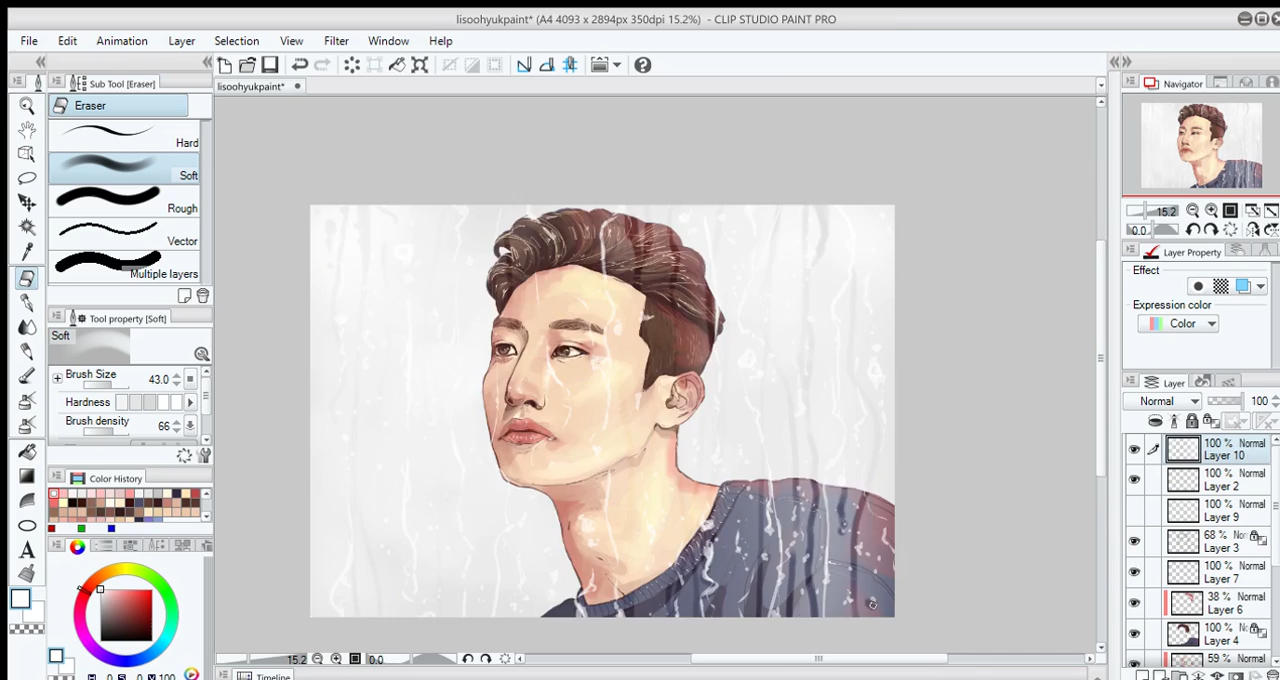 lisoohyukpaint* (A4 4093 x 2894px 350dpi 15.2%) - CLIP STUDIO PAINT PRO
File Edit Animation Layer Selection View Filter Window Help
Sub Tool [Eraser]
lisoohyukpaint*
Navigator
Eraser
Hard
Soft
Rough
Vector
Multiple layers
Tool property [Soft]
Soft
Brush Size 43.0
Hardness
Brush density 66
Color History
A
15.2 0.0
Timeline
15.2
0.0
Layer Property
Effect
Expression color
Color
Layer
Normal 100
100 % Normal
Layer 10
100 % Normal
Layer 2
100 % Normal
Layer 9
68 %
Layer 3
100 % Normal
Layer 7
38 % Normal
Layer 6
100 %
Layer 4
59 % Normal